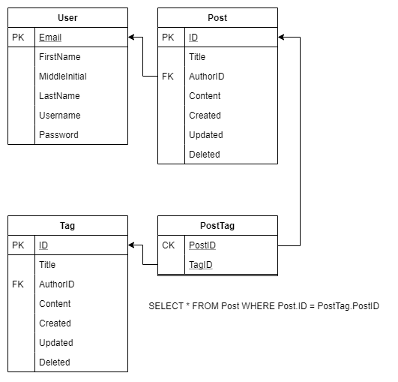 User
PK Email
FirstName
MiddleInitial
LastName
Username
Password
Post
PK ID
Title
FK AuthorID
Content
Created
Updated
Deleted
Tag
PK ID
Title
FK AuthorID
Content
Created
Updated
Deleted
PostTag
CK PostID
TagID
SELECT * FROM Post WHERE Post.ID = PostTag.PostID